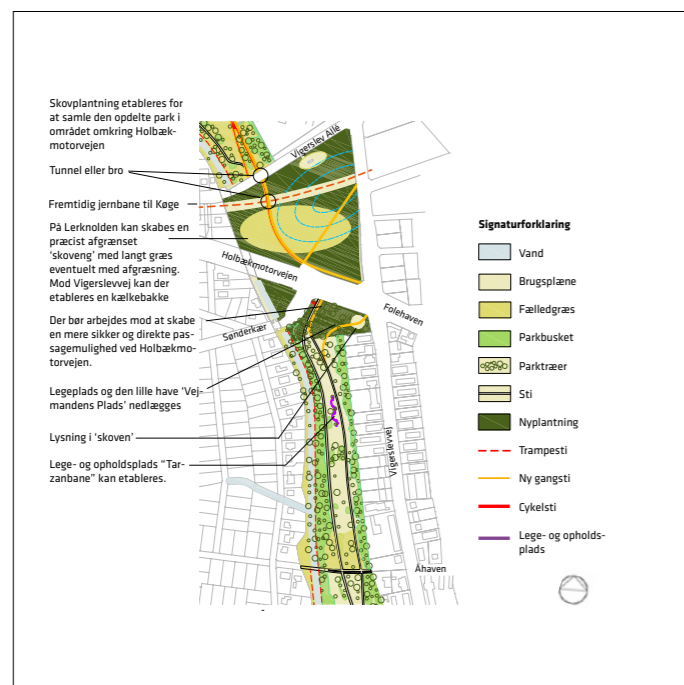 Skovplantning etableres for
at samle den opdelte park i
området omkring Holbæk-
motorvejen
Tunnel eller bro
Fremtidig jernbane til Køge
På Lerknolden kan skabes en
præcist afgrænset
'skoveng' med langt græs
eventuelt med afgræsning.
Mod Vigerslevvej kan der
etableres en kælkebakke
Der bør arbejdes mod at skabe
en mere sikker og direkte pas-
sagemulighed ved Holbækmo-
torvejen.
Legeplads og den lille have 'Vej-
mandens Plads' nedlægges
Lysning i 'skoven'
Lege- og opholdsplads "Tar-
zanbane" kan etableres.
Vigerslev Allé
Holbækmotorvejen
Folehaven
Sønderkær
Vigerslevvej
Åhaven
Signaturforklaring
Vand
Brugsplæne
Fælledgræs
Parkbusket
Parktræer
Sti
Nyplantning
Trampesti
Ny gangsti
Cykelsti
Lege- og opholds-
plads